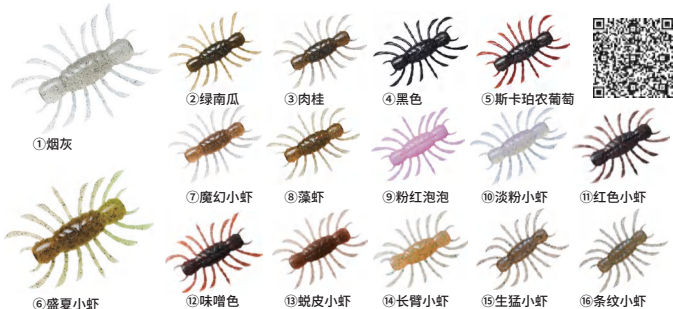 ①烟灰
②绿南瓜
③肉桂
④黑色
⑤斯卡珀农葡萄
⑥盛夏小虾
⑦魔幻小虾
⑧藻虾
⑨粉红泡泡
⑩淡粉小虾
⑪红色小虾
⑫味噌色
⑬蜕皮小虾
⑭长臂小虾
⑮生猛小虾
⑯条纹小虾